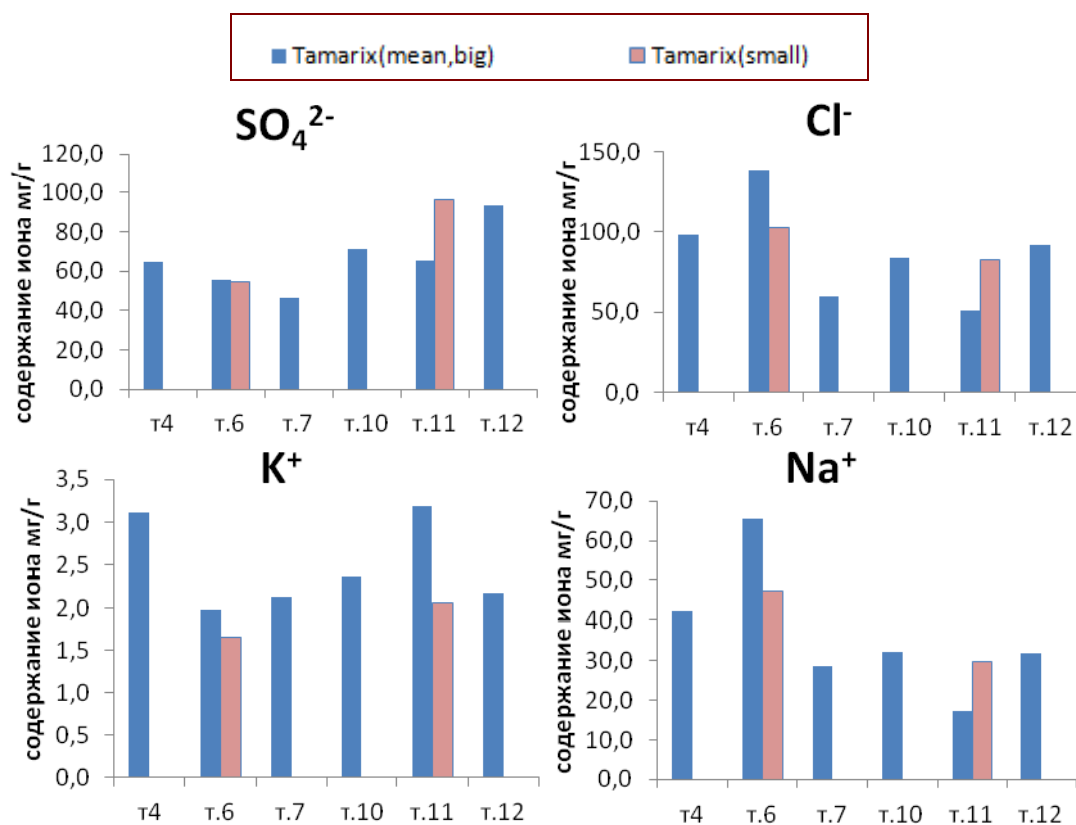 Tamarix(mean,big) Tamarix(small)
SO₄²⁻
содержание иона мг/г
120,0
100,0
80,0
60,0
40,0
20,0
0,0
т4 т.6 т.7 т.10 т.11 т.12
Cl⁻
содержание иона мг/г
150,0
100,0
50,0
0,0
т4 т.6 т.7 т.10 т.11 т.12
K⁺
содержание иона мг/г
3,5
3,0
2,5
2,0
1,5
1,0
0,5
0,0
т4 т.6 т.7 т.10 т.11 т.12
Na⁺
содержание иона мг/г
70,0
60,0
50,0
40,0
30,0
20,0
10,0
0,0
т4 т.6 т.7 т.10 т.11 т.12